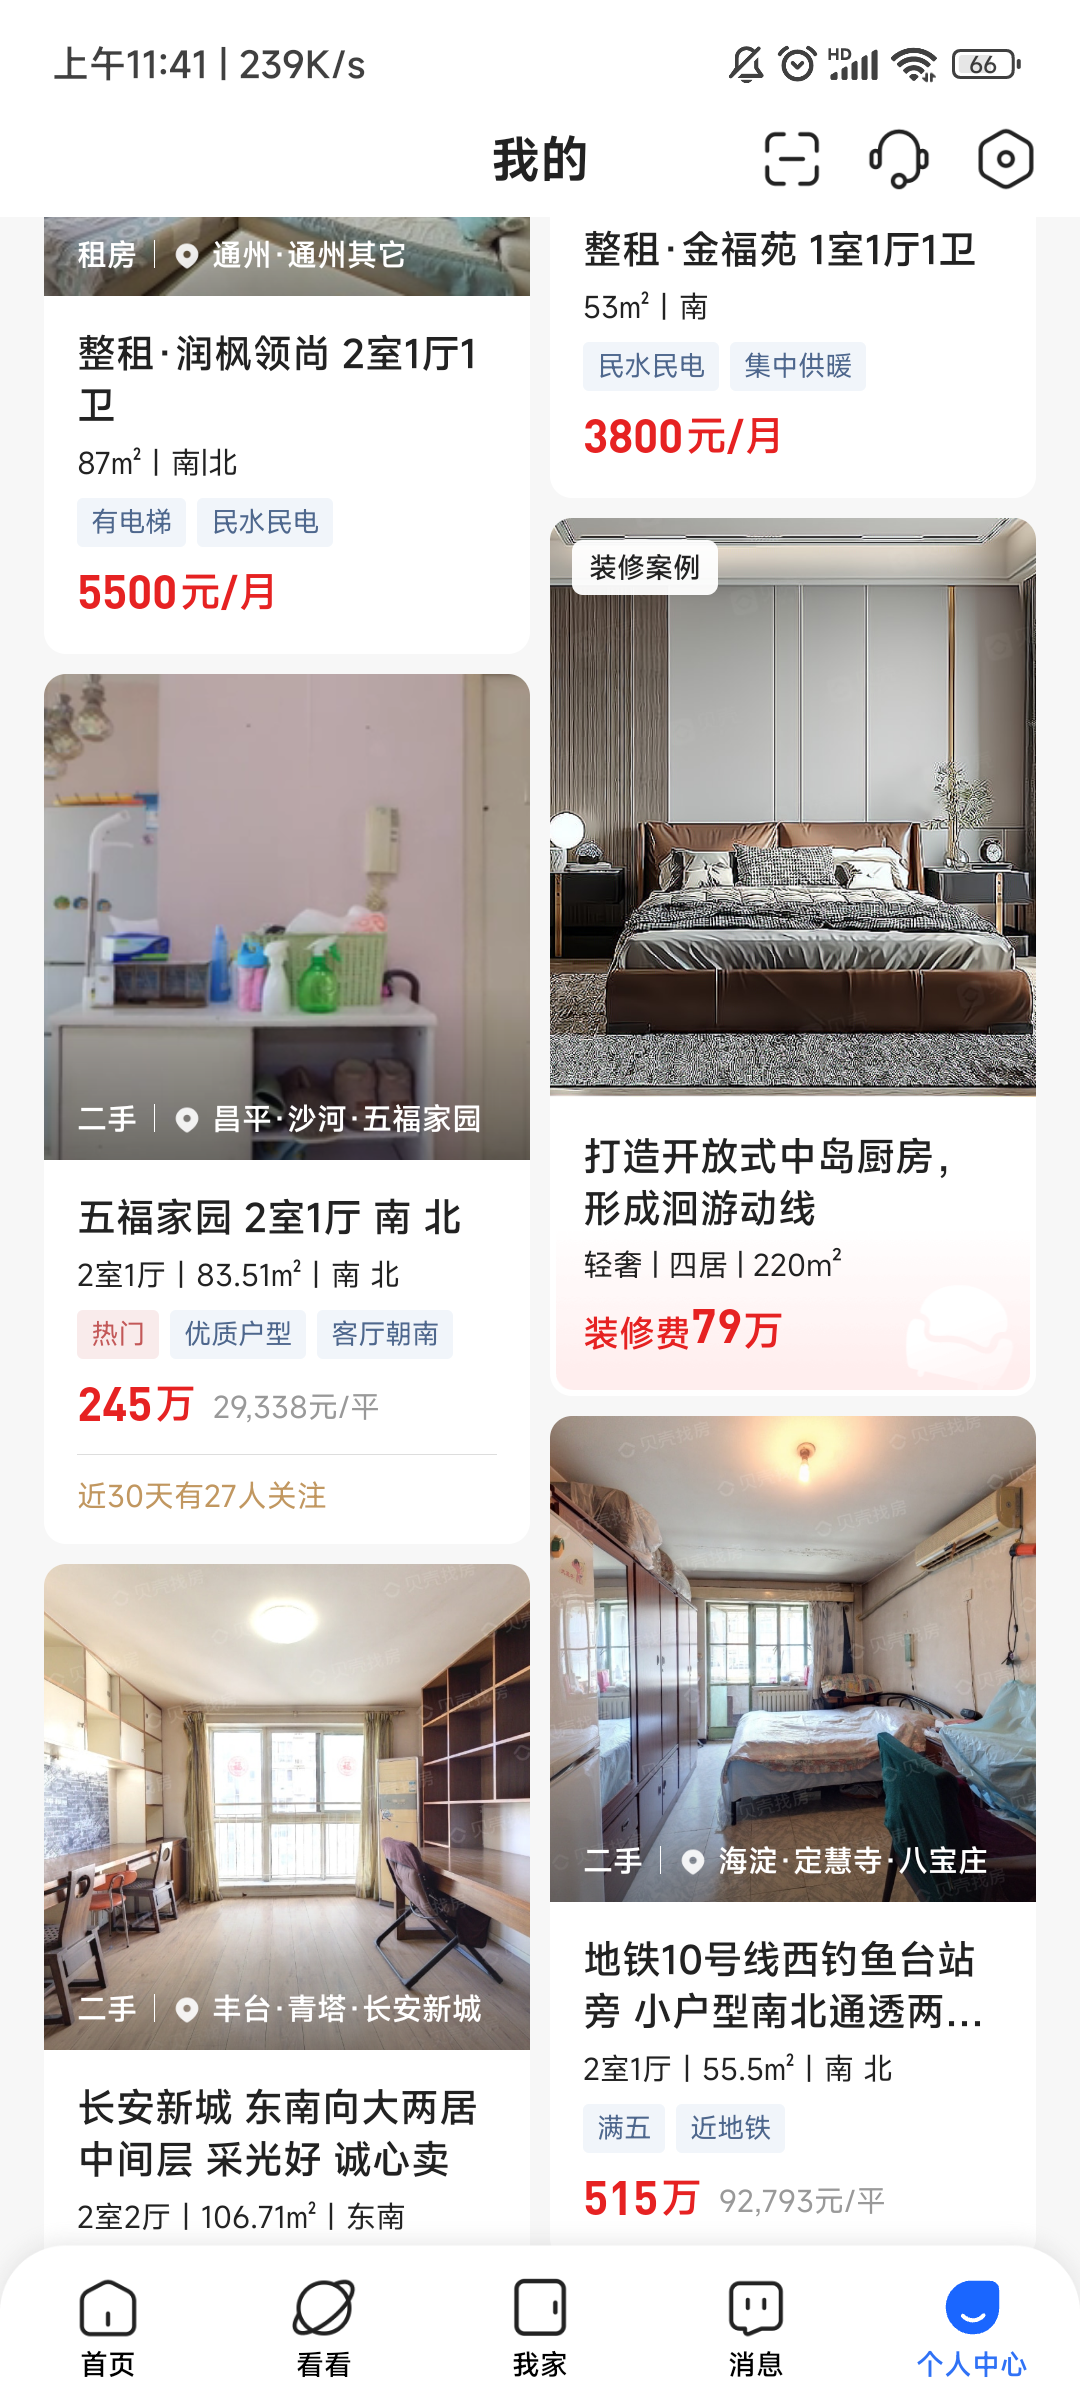 上午11:41 | 239K/s
HD
66
我的
租房 | 通州·通州其它
整租·润枫领尚 2室1厅1
卫
87㎡ | 南|北
有电梯 民水民电
5500元/月
二手 | 昌平·沙河·五福家园
五福家园 2室1厅 南 北
2室1厅 | 83.51㎡ | 南 北
热门 优质户型 客厅朝南
245万 29,338元/平
近30天有27人关注
二手 | 丰台·青塔·长安新城
长安新城 东南向大两居
中间层 采光好 诚心卖
2室2厅 | 106.71㎡ | 东南
整租·金福苑 1室1厅1卫
53㎡ | 南
民水民电 集中供暖
3800元/月
装修案例
打造开放式中岛厨房，
形成洄游动线
轻奢 | 四居 | 220㎡
装修费79万
贝壳找房
二手 | 海淀·定慧寺·八宝庄
地铁10号线西钓鱼台站
旁 小户型南北通透两...
2室1厅 | 55.5㎡ | 南 北
满五 近地铁
515万 92,793元/平
首页
看看
我家
消息
个人中心